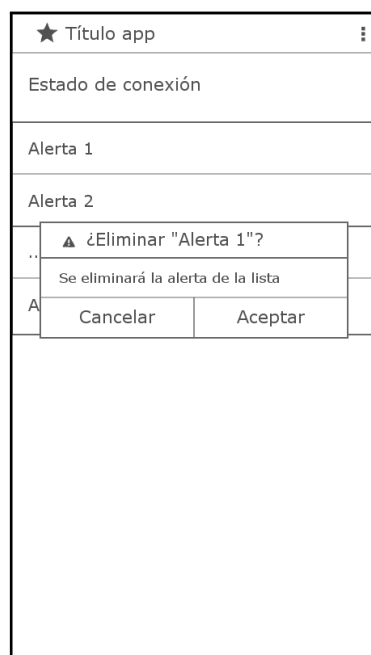 Título app
Estado de conexión
Alerta 1
Alerta 2
..
¿Eliminar "Alerta 1"?
Se eliminará la alerta de la lista
A
Cancelar Aceptar